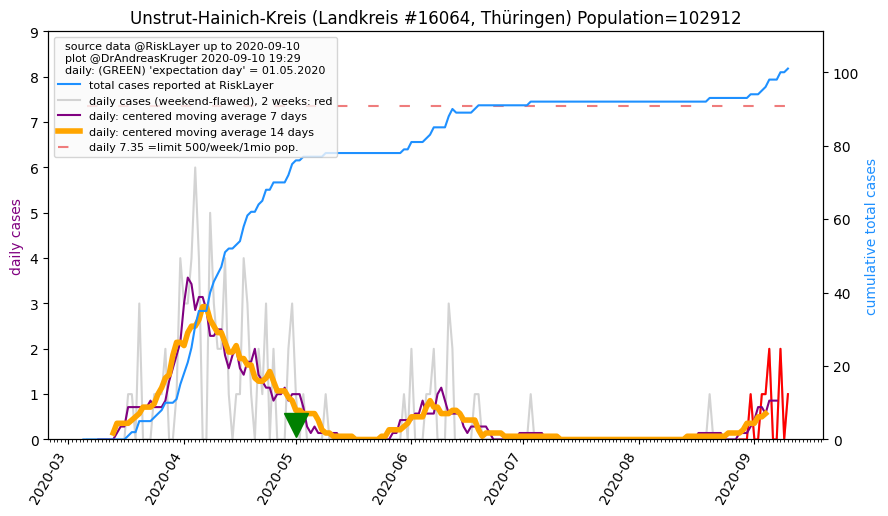 Unstrut-Hainich-Kreis (Landkreis #16064, Thüringen) Population=102912
source data @RiskLayer up to 2020-09-10
plot @DrAndreasKruger 2020-09-10 19:29
daily: (GREEN) 'expectation day' = 01.05.2020
total cases reported at RiskLayer
daily cases (weekend-flawed), 2 weeks: red
daily: centered moving average 7 days
daily: centered moving average 14 days
daily 7.35 =limit 500/week/1mio pop.
daily cases
9
8
7
6
5
4
3
2
1
0
cumulative total cases
100
80
60
40
20
0
2020-03
2020-04
2020-05
2020-06
2020-07
2020-08
2020-09